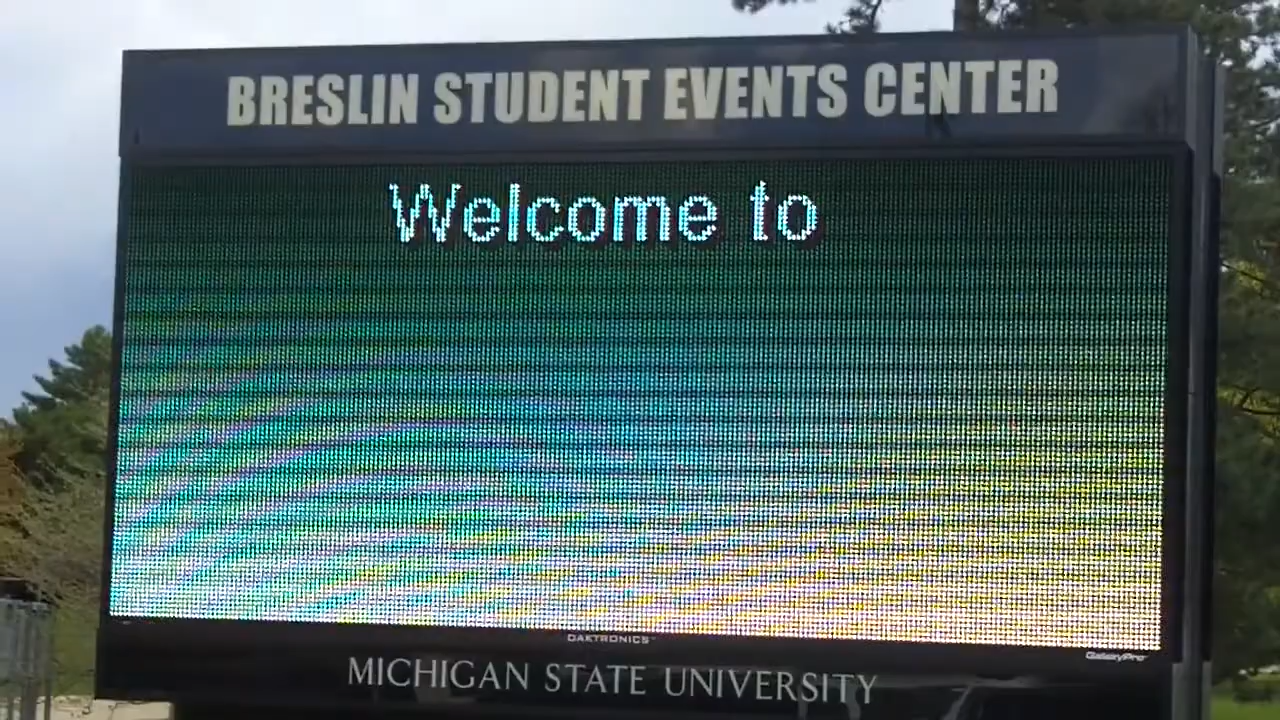 BRESLIN STUDENT EVENTS CENTER
Welcome to
DAKTRONICS
GalaxyPro
MICHIGAN STATE UNIVERSITY